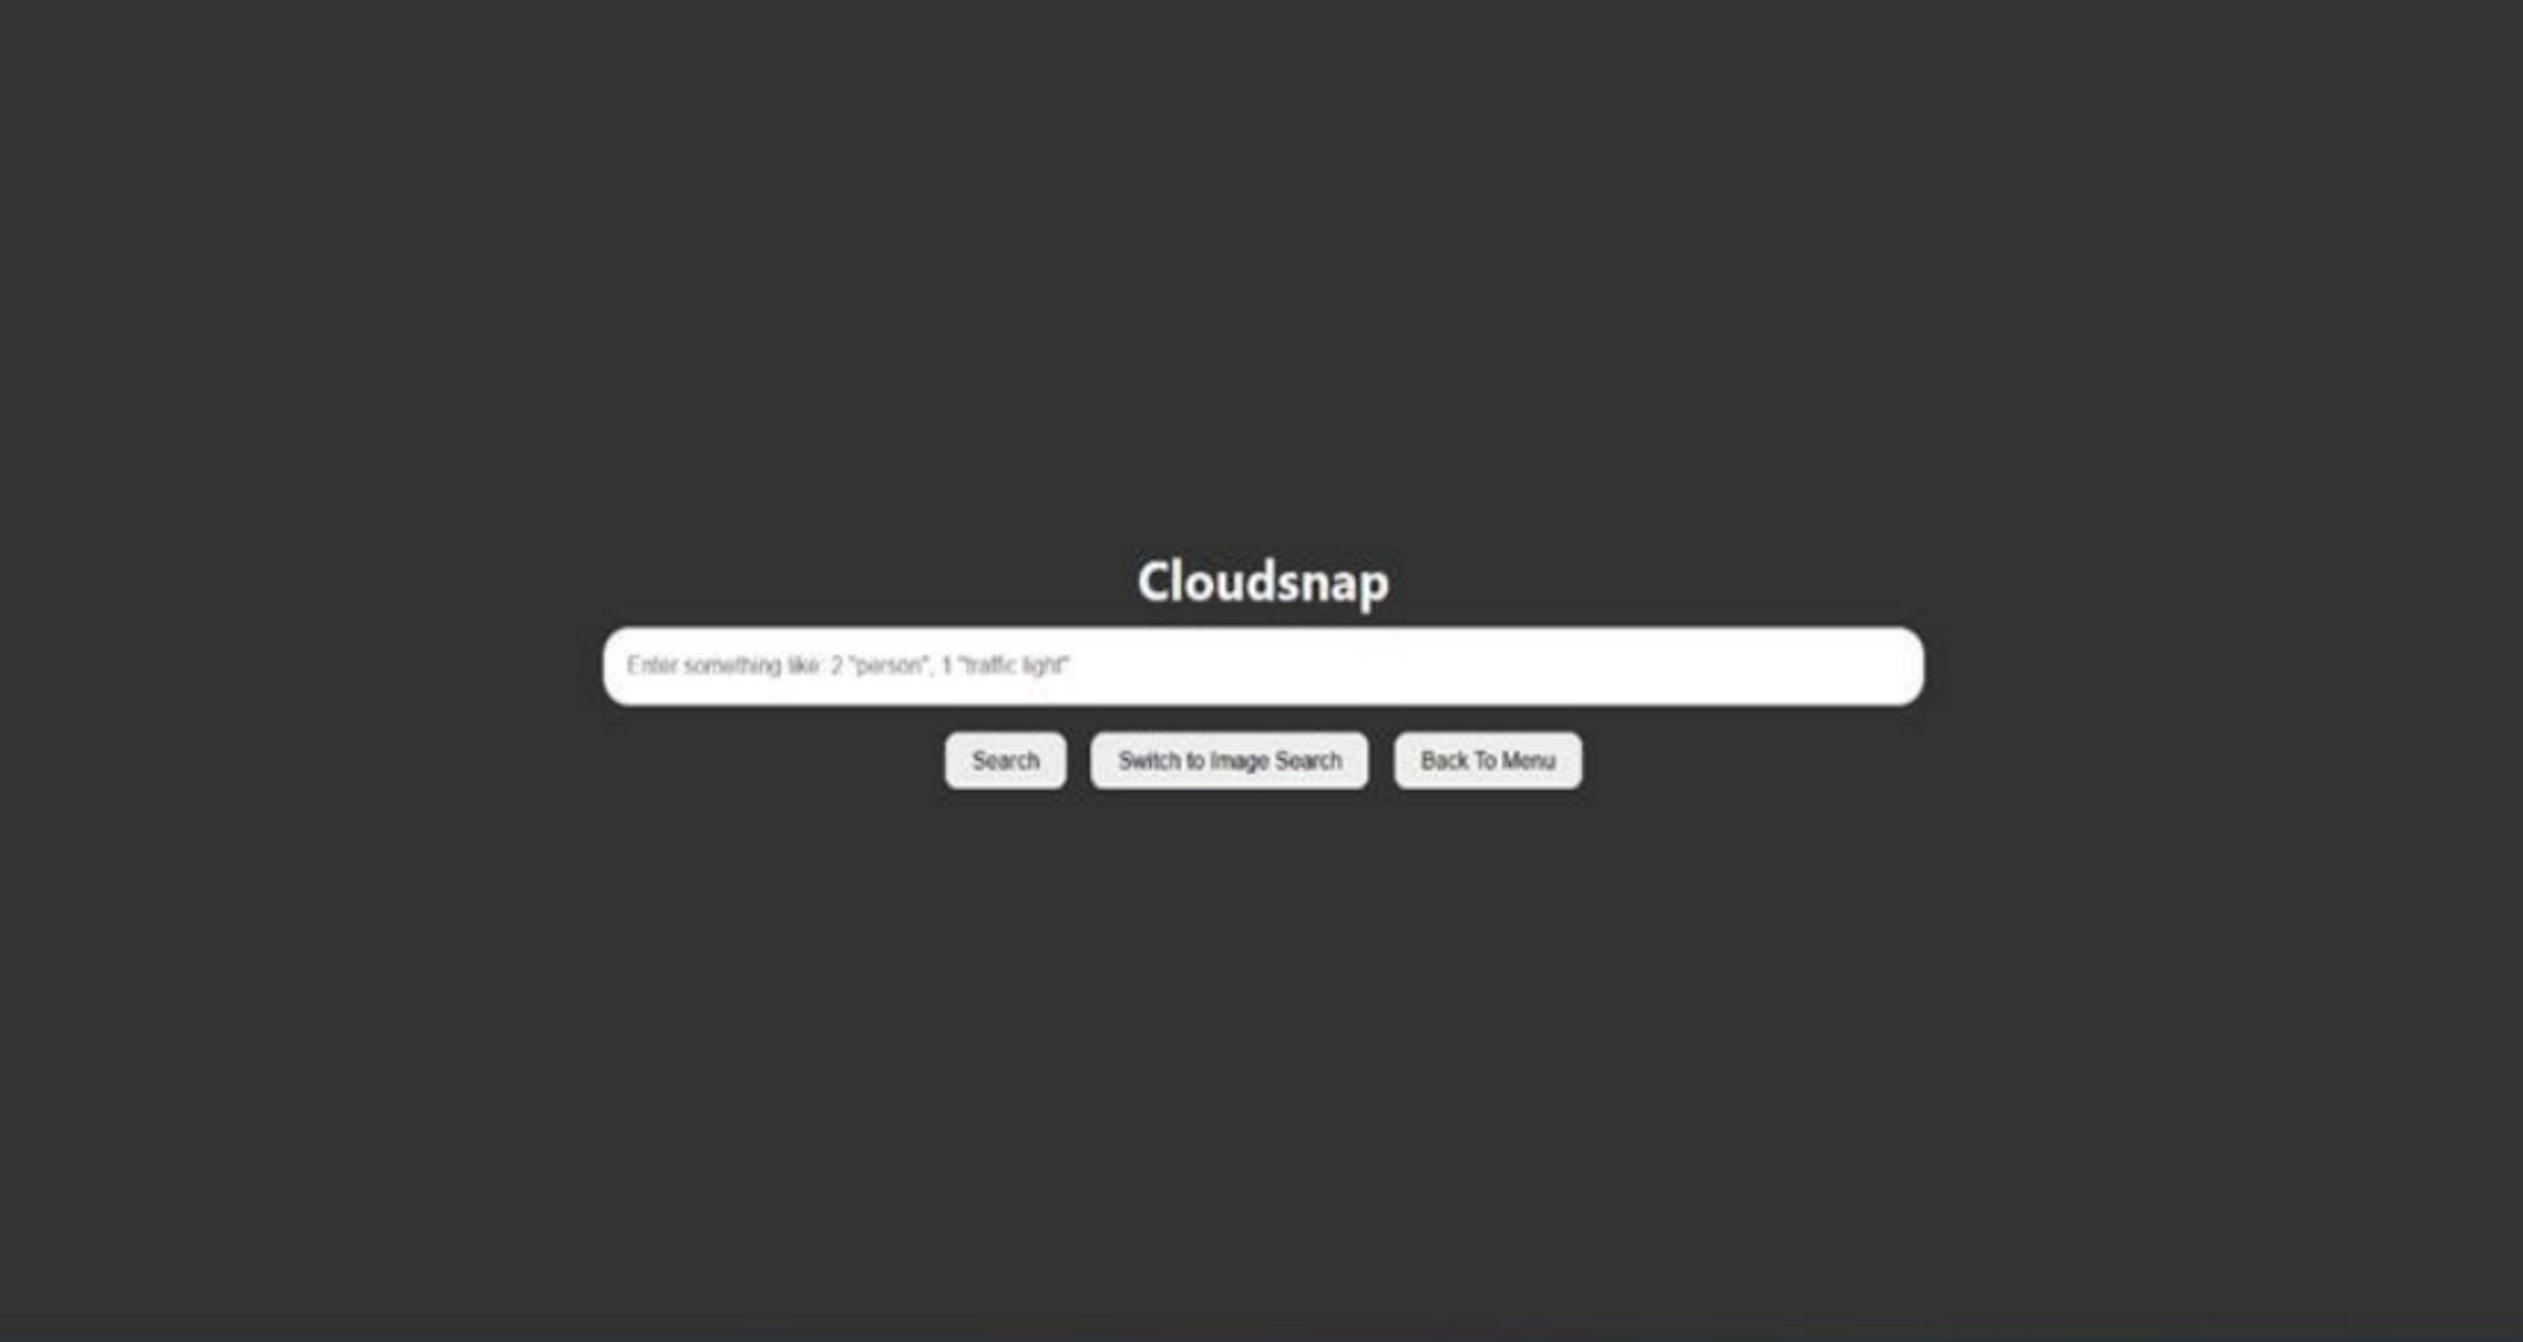 Cloudsnap
Enter something like: 2 "person", 1 "traffic light"
Search
Switch to Image Search
Back To Menu